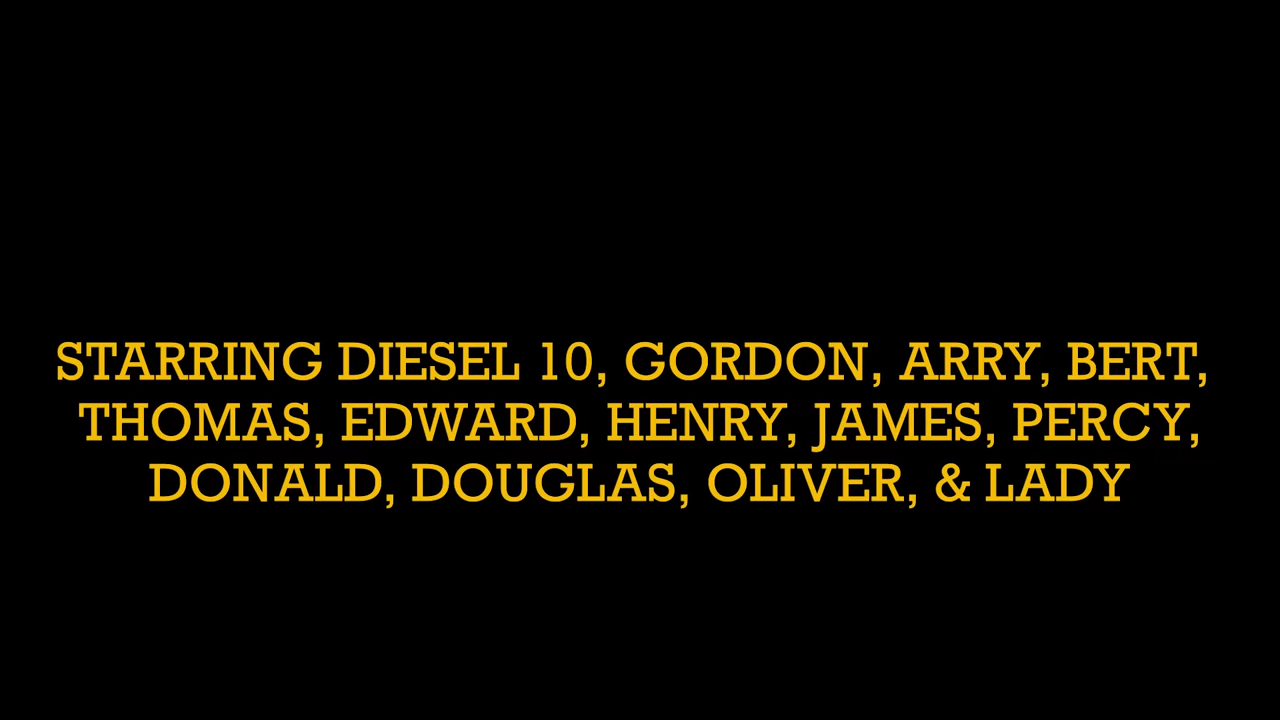 STARRING DIESEL 10, GORDON, ARRY, BERT,
THOMAS, EDWARD, HENRY, JAMES, PERCY,
DONALD, DOUGLAS, OLIVER, & LADY